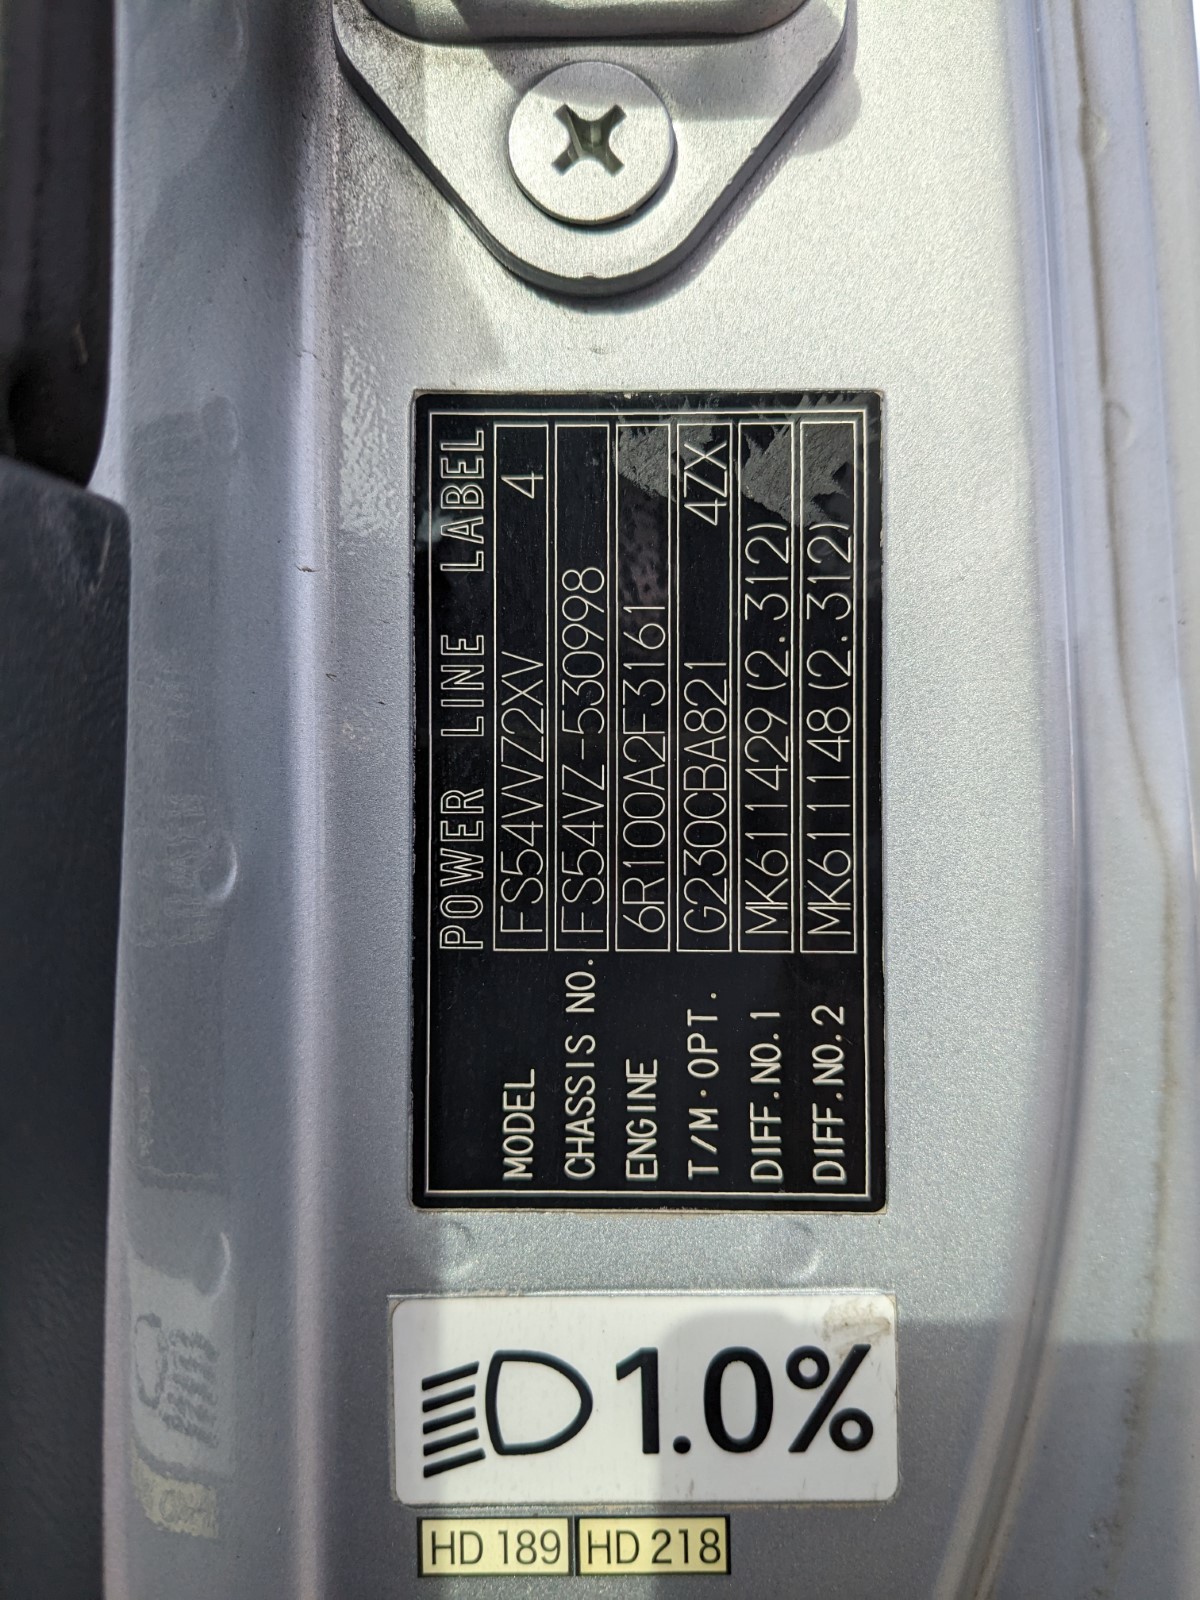 POWER LINE LABEL
MODEL FS54WZ2XV 4
CHASSIS NO. FS54VZ-530998
ENGINE 6R100A2F3161
T/M·OPT. G230CBA821 4ZX
DIFF.NO.1 MK611429(2.312)
DIFF.NO.2 MK611148(2.312)
1.0%
HD 189 HD 218